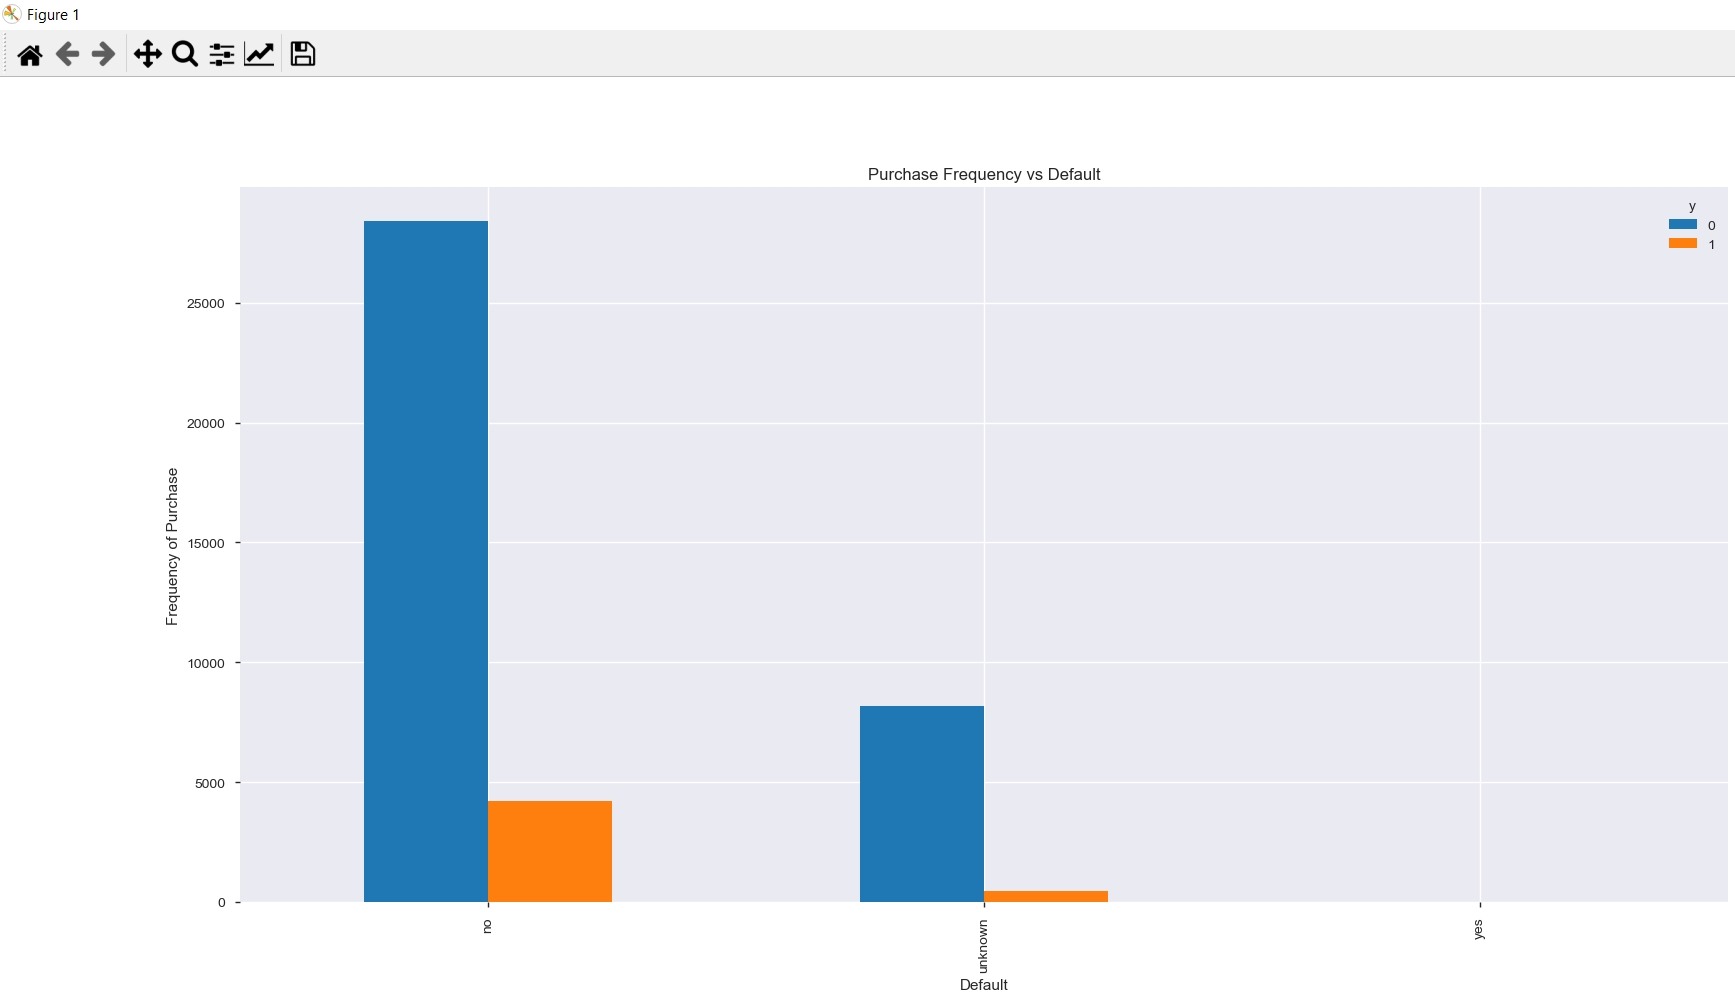 Figure 1
Purchase Frequency vs Default
y
0
1
25000
20000
15000
10000
5000
0
Frequency of Purchase
no
unknown
yes
Default